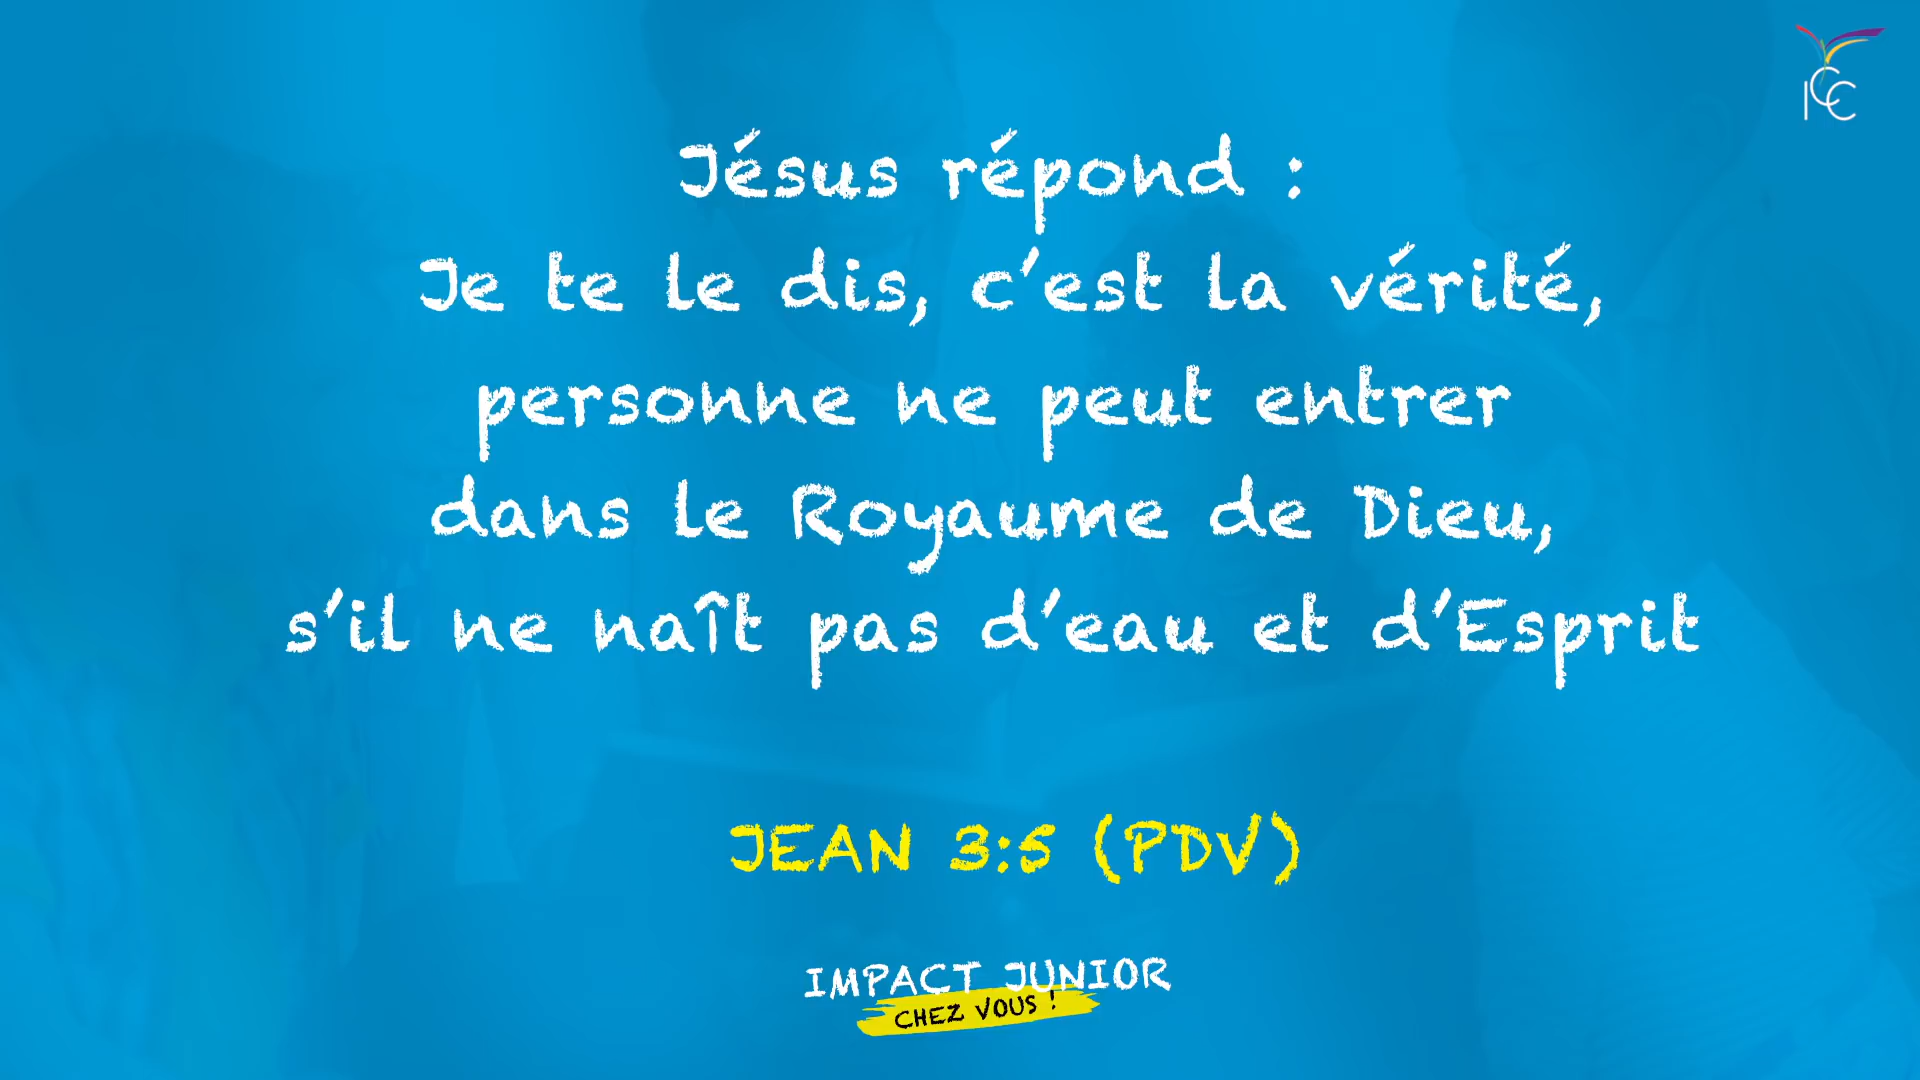 ICC
Jésus répond :
Je te le dis, c'est la vérité,
personne ne peut entrer
dans le Royaume de Dieu,
s'il ne naît pas d'eau et d'Esprit
JEAN 3:5 (PDV)
IMPACT JUNIOR
CHEZ VOUS !